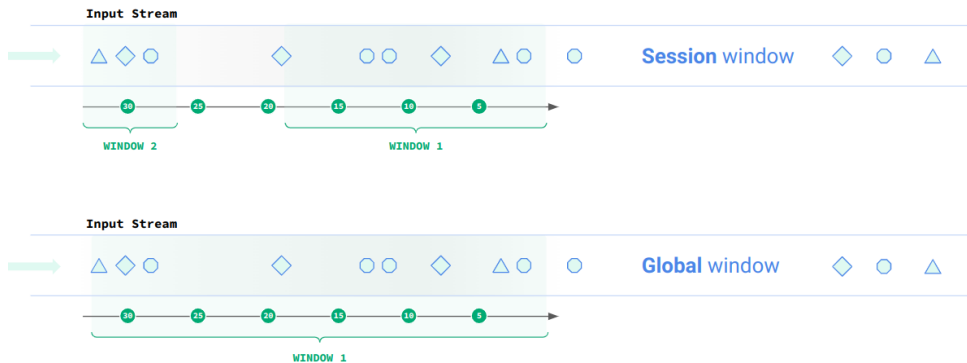 Input Stream
Session window
30 25 20 15 10 5
WINDOW 2 WINDOW 1
Input Stream
Global window
30 25 20 15 10 5
WINDOW 1